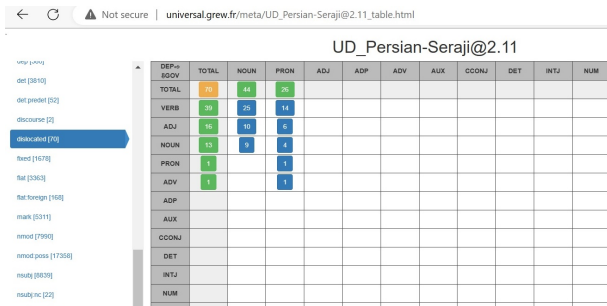 Not secure | universal.grew.fr/meta/UD_Persian-Seraji@2.11_table.html
UD_Persian-Seraji@2.11
det [3810]
det:predet [52]
discourse [2]
dislocated [70]
fixed [1678]
flat [3363]
flat:foreign [168]
mark [5311]
nmod [7990]
nmod:poss [17358]
nsubj [8839]
nsubj:nc [22]
DEP→ TOTAL NOUN PRON ADJ ADP ADV AUX CCONJ DET INTJ NUM
&GOV
TOTAL 70 44 26
VERB 39 25 14
ADJ 16 10 6
NOUN 13 9 4
PRON 1 1
ADV 1 1
ADP
AUX
CCONJ
DET
INTJ
NUM